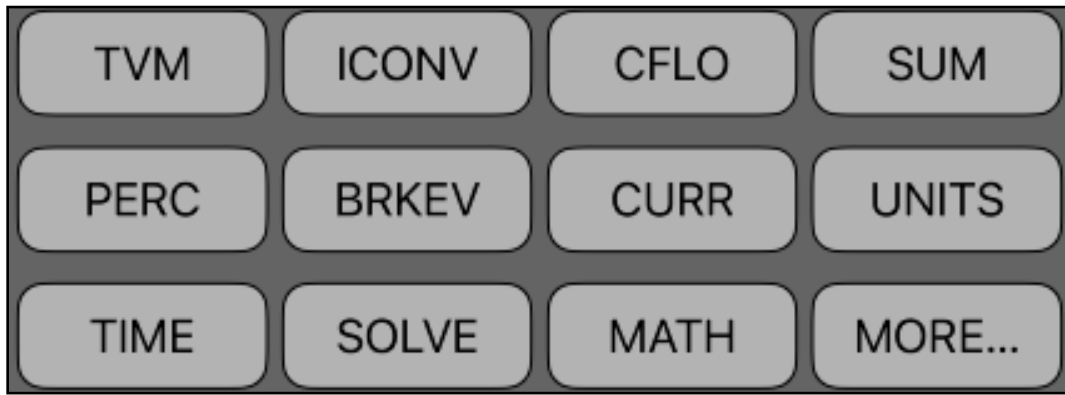 TVM ICONV CFLO SUM
PERC BRKEV CURR UNITS
TIME SOLVE MATH MORE...